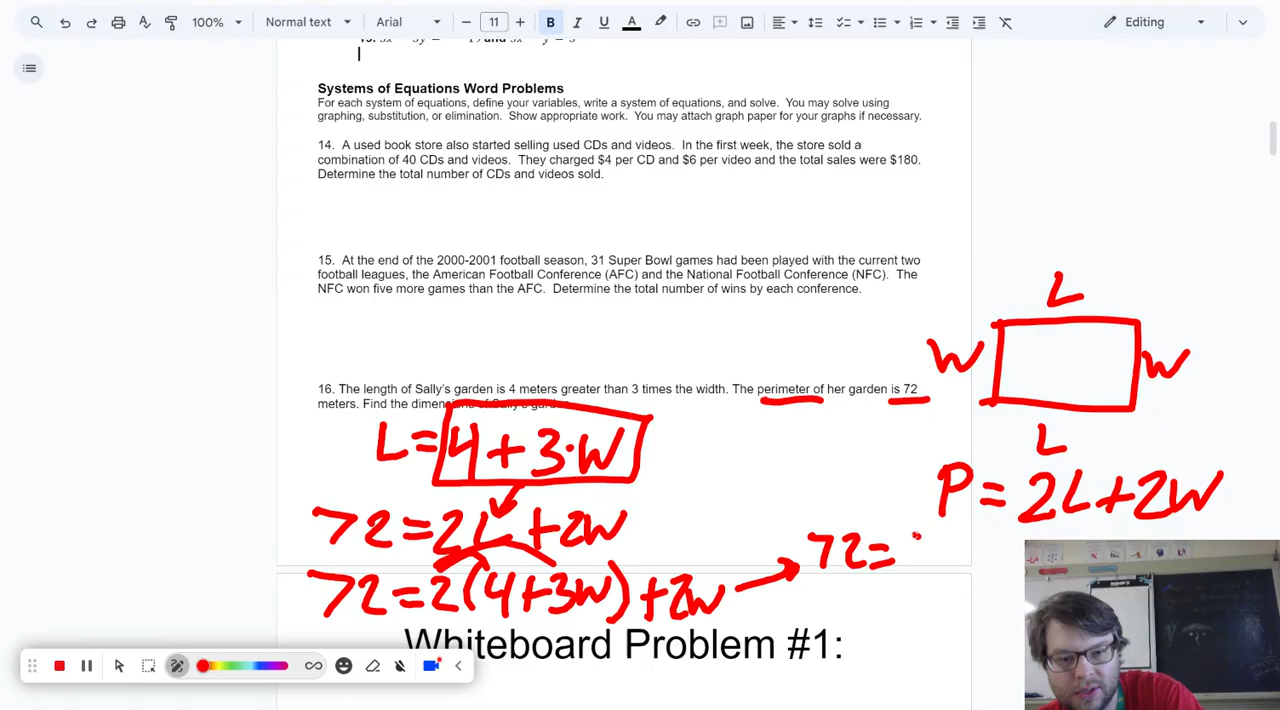 100%
Normal text
Arial
11
B I U A
Editing
Systems of Equations Word Problems
For each system of equations, define your variables, write a system of equations, and solve. You may solve using
graphing, substitution, or elimination. Show appropriate work. You may attach graph paper for your graphs if necessary.
14. A used book store also started selling used CDs and videos. In the first week, the store sold a
combination of 40 CDs and videos. They charged $4 per CD and $6 per video and the total sales were $180.
Determine the total number of CDs and videos sold.
15. At the end of the 2000-2001 football season, 31 Super Bowl games had been played with the current two
football leagues, the American Football Conference (AFC) and the National Football Conference (NFC). The
NFC won five more games than the AFC. Determine the total number of wins by each conference.
L
W
W
L
P = 2L + 2W
16. The length of Sally's garden is 4 meters greater than 3 times the width. The perimeter of her garden is 72
meters. Find the dimensions of Sally's garden.
L = 4 + 3·W
72 = 2L + 2W
72 = 2(4 + 3W) + 2W → 72 =
Whiteboard Problem #1: